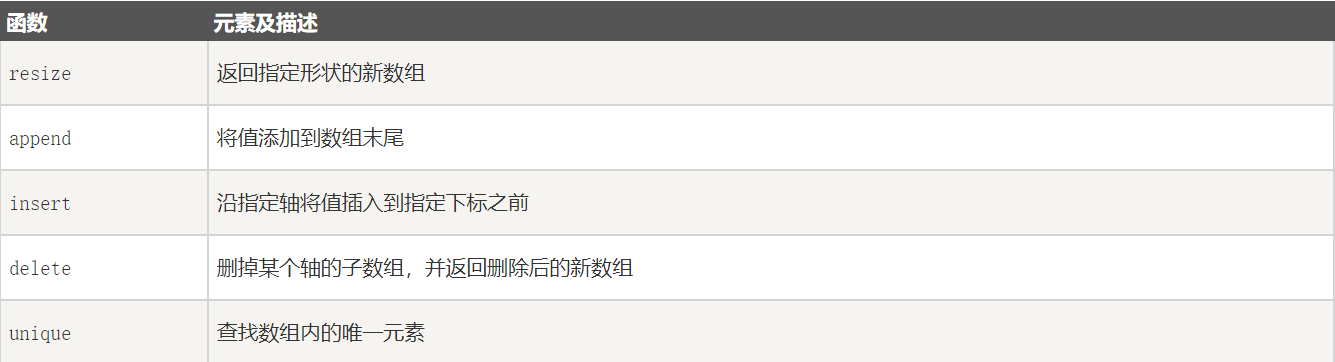 函数 元素及描述
resize 返回指定形状的新数组
append 将值添加到数组末尾
insert 沿指定轴将值插入到指定下标之前
delete 删掉某个轴的子数组，并返回删除后的新数组
unique 查找数组内的唯一元素